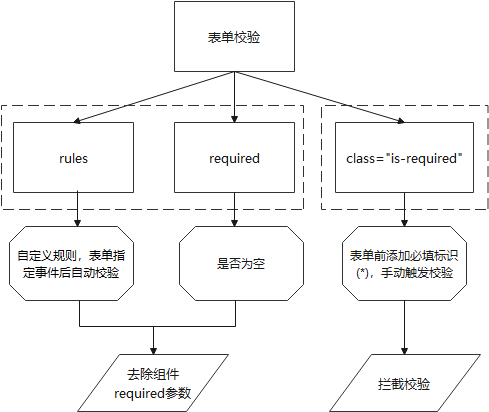 表单校验
rules
required
class="is-required"
自定义规则，表单指
定事件后自动校验
是否为空
表单前添加必填标识
(*)，手动触发校验
去除组件
required参数
拦截校验